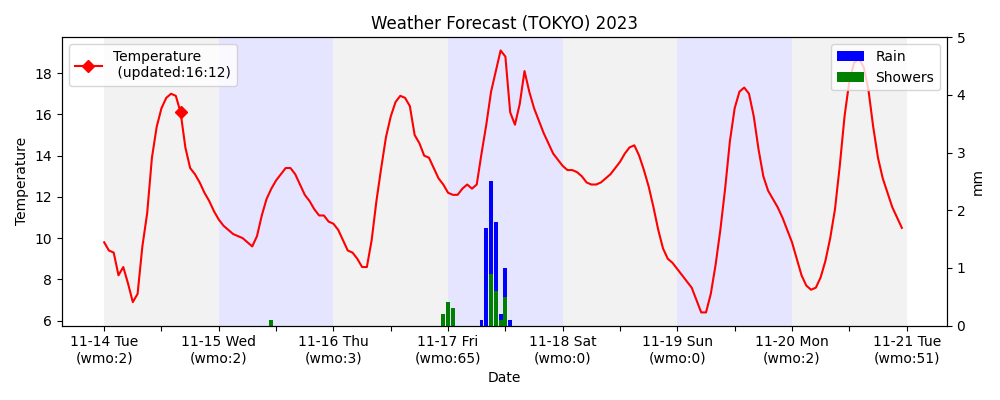 Weather Forecast (TOKYO) 2023
Temperature
(updated:16:12)
Rain
Showers
Temperature
18
16
14
12
10
8
6
5
4
3
2
1
0
mm
11-14 Tue
(wmo:2)
11-15 Wed
(wmo:2)
11-16 Thu
(wmo:3)
11-17 Fri
(wmo:65)
11-18 Sat
(wmo:0)
11-19 Sun
(wmo:0)
11-20 Mon
(wmo:2)
11-21 Tue
(wmo:51)
Date